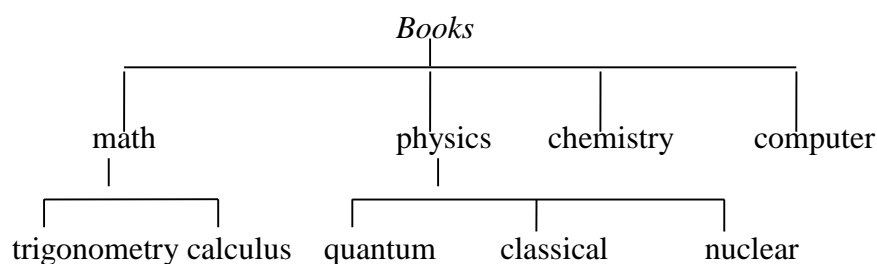 Books
math physics chemistry computer
trigonometry calculus quantum classical nuclear